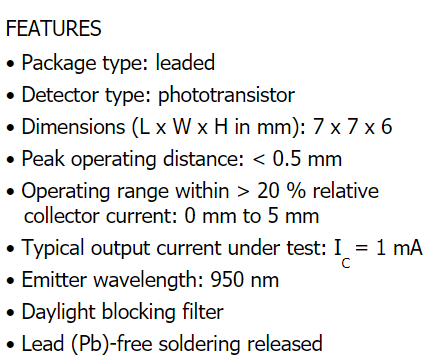 FEATURES
• Package type: leaded
• Detector type: phototransistor
• Dimensions (L x W x H in mm): 7 x 7 x 6
• Peak operating distance: < 0.5 mm
• Operating range within > 20 % relative
collector current: 0 mm to 5 mm
• Typical output current under test: IC = 1 mA
• Emitter wavelength: 950 nm
• Daylight blocking filter
• Lead (Pb)-free soldering released